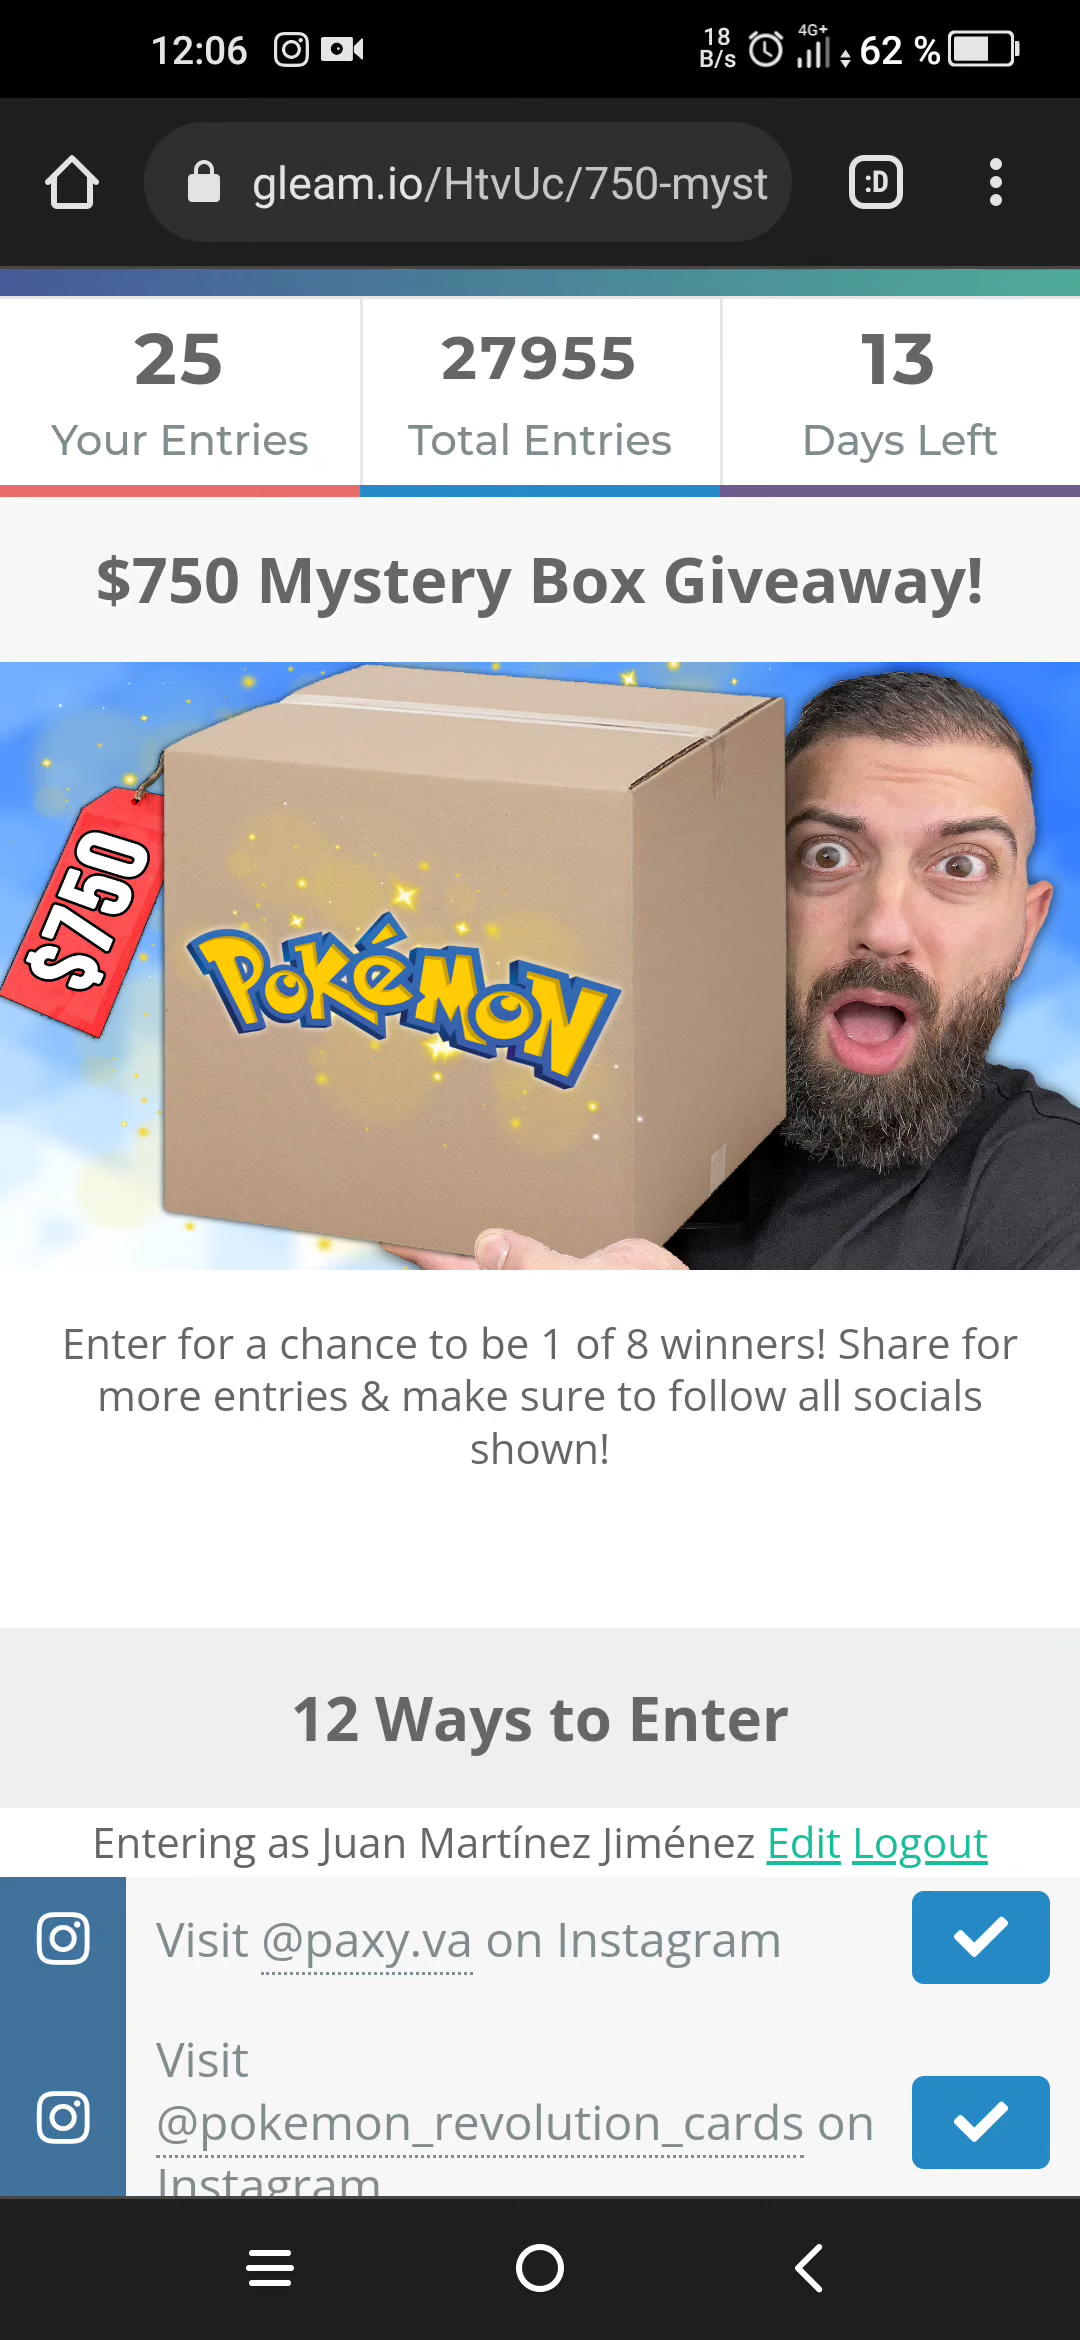 12:06
18 B/s
4G+
62 %
gleam.io/HtvUc/750-myst
:D
25
27955
13
Your Entries
Total Entries
Days Left
$750 Mystery Box Giveaway!
$750
POKéMON
Enter for a chance to be 1 of 8 winners! Share for
more entries & make sure to follow all socials
shown!
12 Ways to Enter
Entering as Juan Martínez Jiménez Edit Logout
Visit @paxy.va on Instagram
Visit
@pokemon_revolution_cards on
Instagram